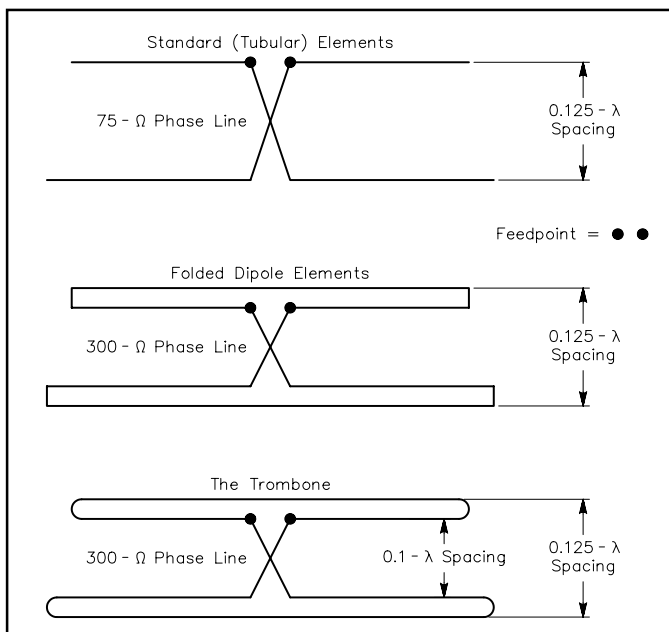 Standard (Tubular) Elements
75 - Ω Phase Line
0.125 - λ
Spacing
Feedpoint =
Folded Dipole Elements
300 - Ω Phase Line
0.125 - λ
Spacing
The Trombone
300 - Ω Phase Line
0.1 - λ Spacing
0.125 - λ
Spacing